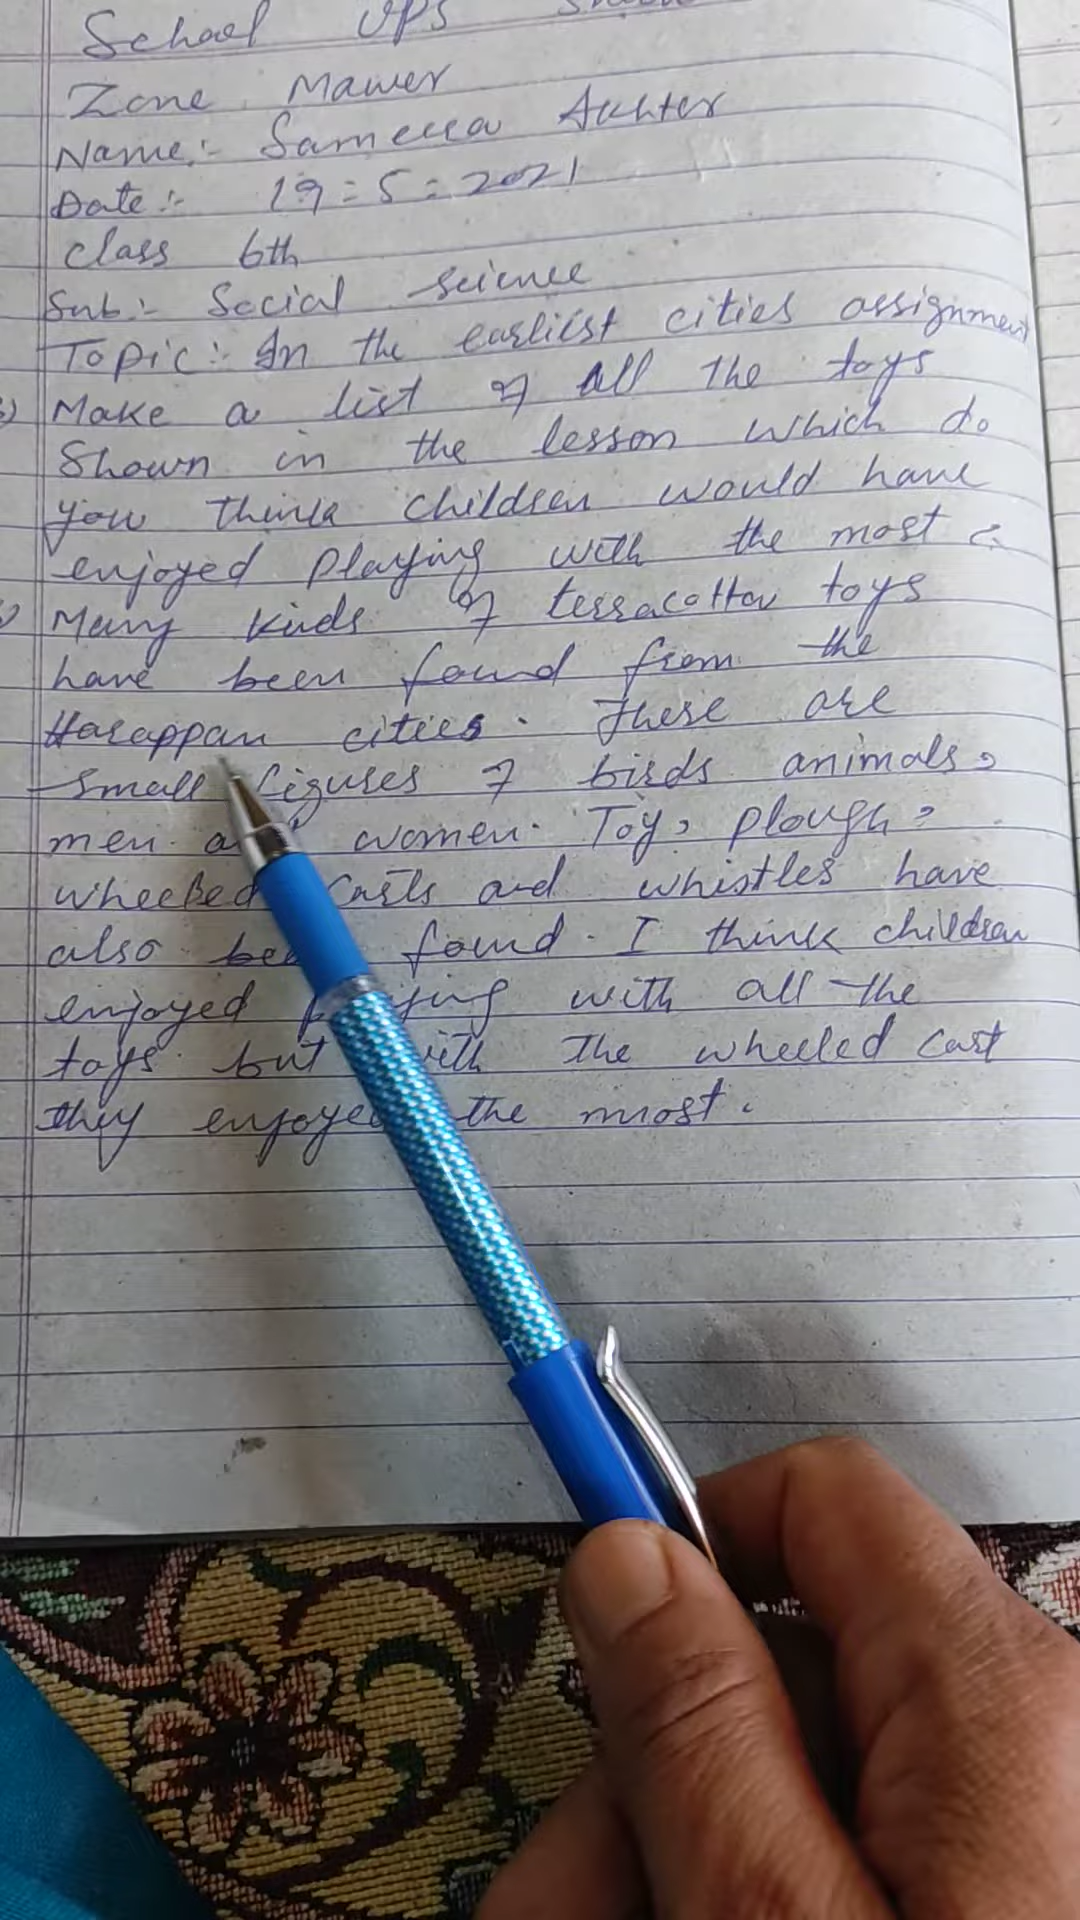 School UPS
Zone Mawer
Name:- Sameena Akhter
Date:- 19=5=2021
Class 6th
Sub:- Social science
Topic:- In the earliest cities assignment
Make a list of all the toys
Shown in the lesson which do
you think children would have
enjoyed playing with the most
Many kinds of terracotta toys
have been found from the
Harappan cities. These are
Small figures of birds animals,
men women. Toy, plough,
wheeled carts and whistles have
also found. I think children
enjoyed with all the
toys but with the wheeled cart
they enjoyed the most.